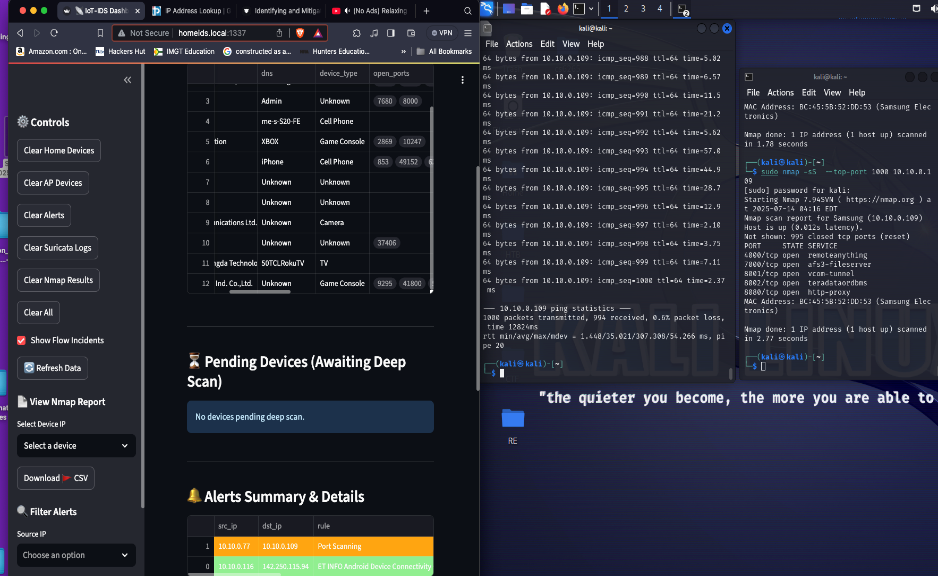 IoT-IDS Dashb
IP Address Lookup |
Identifying and Mitiga
[No Ads] Relaxing
Not Secure
homeids.local:1337
VPN
Amazon.com : On...
Hackers Hut
IMGT Education
constructed as a...
Hunters Educatio...
»
All Bookmarks
Controls
Clear Home Devices
Clear AP Devices
Clear Alerts
Clear Suricata Logs
Clear Nmap Results
Clear All
Show Flow Incidents
Refresh Data
View Nmap Report
Select Device IP
Select a device
Download CSV
Filter Alerts
Source IP
Choose an option
dns device_type open_ports
3 Admin Unknown 7680 8000
4 me-s-S20-FE Cell Phone
5 tion XBOX Game Console 2869 10247
6 iPhone Cell Phone 853 49152
7 Unknown Unknown
8 Unknown Unknown
9 nications Ltd. Unknown Camera
10 Unknown Unknown 37406
11 ngda Technolo 50TCLRokuTV TV
12 Ind. Co.,Ltd. Unknown Game Console 9295 41800
Pending Devices (Awaiting Deep
Scan)
No devices pending deep scan.
Alerts Summary & Details
src_ip dst_ip rule
1 10.10.0.77 10.10.0.109 Port Scanning
0 10.10.0.116 142.250.115.94 ET INFO Android Device Connectivity
1 2 3 4
kali@kali: ~
File Actions Edit View Help
64 bytes from 10.10.0.109: icmp_seq=988 ttl=64 time=5.02
ms
64 bytes from 10.10.0.109: icmp_seq=989 ttl=64 time=6.57
ms
64 bytes from 10.10.0.109: icmp_seq=990 ttl=64 time=11.5
ms
64 bytes from 10.10.0.109: icmp_seq=991 ttl=64 time=21.2
ms
64 bytes from 10.10.0.109: icmp_seq=992 ttl=64 time=5.62
ms
64 bytes from 10.10.0.109: icmp_seq=993 ttl=64 time=57.0
ms
64 bytes from 10.10.0.109: icmp_seq=994 ttl=64 time=44.9
ms
64 bytes from 10.10.0.109: icmp_seq=995 ttl=64 time=28.7
ms
64 bytes from 10.10.0.109: icmp_seq=996 ttl=64 time=12.9
ms
64 bytes from 10.10.0.109: icmp_seq=997 ttl=64 time=2.10
ms
64 bytes from 10.10.0.109: icmp_seq=998 ttl=64 time=3.75
ms
64 bytes from 10.10.0.109: icmp_seq=999 ttl=64 time=7.11
ms
64 bytes from 10.10.0.109: icmp_seq=1000 ttl=64 time=2.37
ms
--- 10.10.0.109 ping statistics ---
1000 packets transmitted, 994 received, 0.6% packet loss,
time 12824ms
rtt min/avg/max/mdev = 1.448/35.021/307.308/54.266 ms, pi
pe 20
(kali㉿kali)-[~]
$
kali@kali: ~
File Actions Edit View Help
MAC Address: BC:45:5B:52:DD:53 (Samsung Elec
tronics)
Nmap done: 1 IP address (1 host up) scanned
in 1.78 seconds
(kali㉿kali)-[~]
$ sudo nmap -sS --top-port 1000 10.10.0.1
09
[sudo] password for kali:
Starting Nmap 7.94SVN ( https://nmap.org ) a
t 2025-07-14 04:16 EDT
Nmap scan report for Samsung (10.10.0.109)
Host is up (0.012s latency).
Not shown: 995 closed tcp ports (reset)
PORT STATE SERVICE
4000/tcp open remoteanything
7000/tcp open afs3-fileserver
8001/tcp open vcom-tunnel
8002/tcp open teradataordbms
8080/tcp open http-proxy
MAC Address: BC:45:5B:52:DD:53 (Samsung Elec
tronics)
Nmap done: 1 IP address (1 host up) scanned
in 2.77 seconds
(kali㉿kali)-[~]
$
KALI LINU
"the quieter you become, the more you are able to
RE